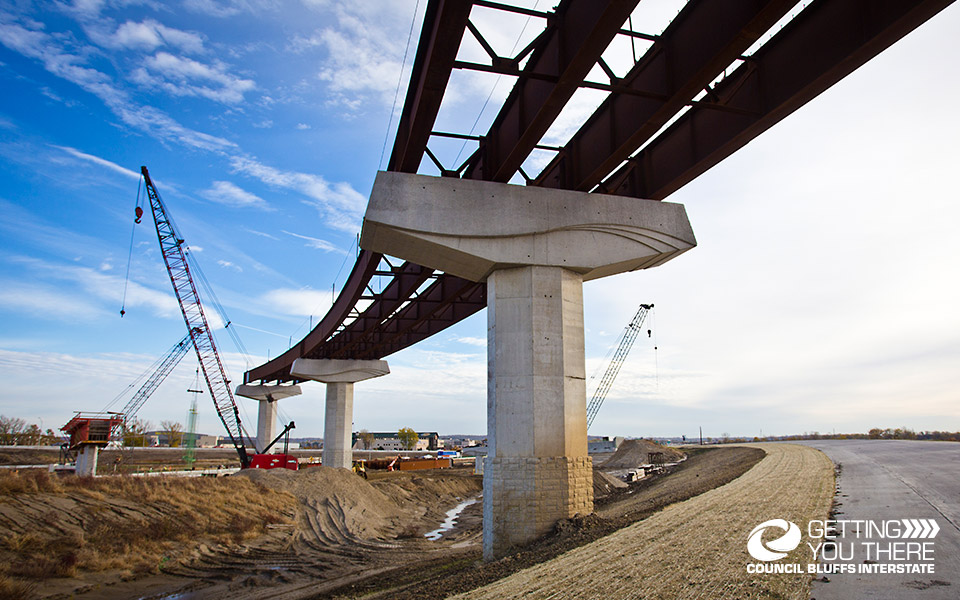 GETTING
YOU THERE
COUNCIL BLUFFS INTERSTATE